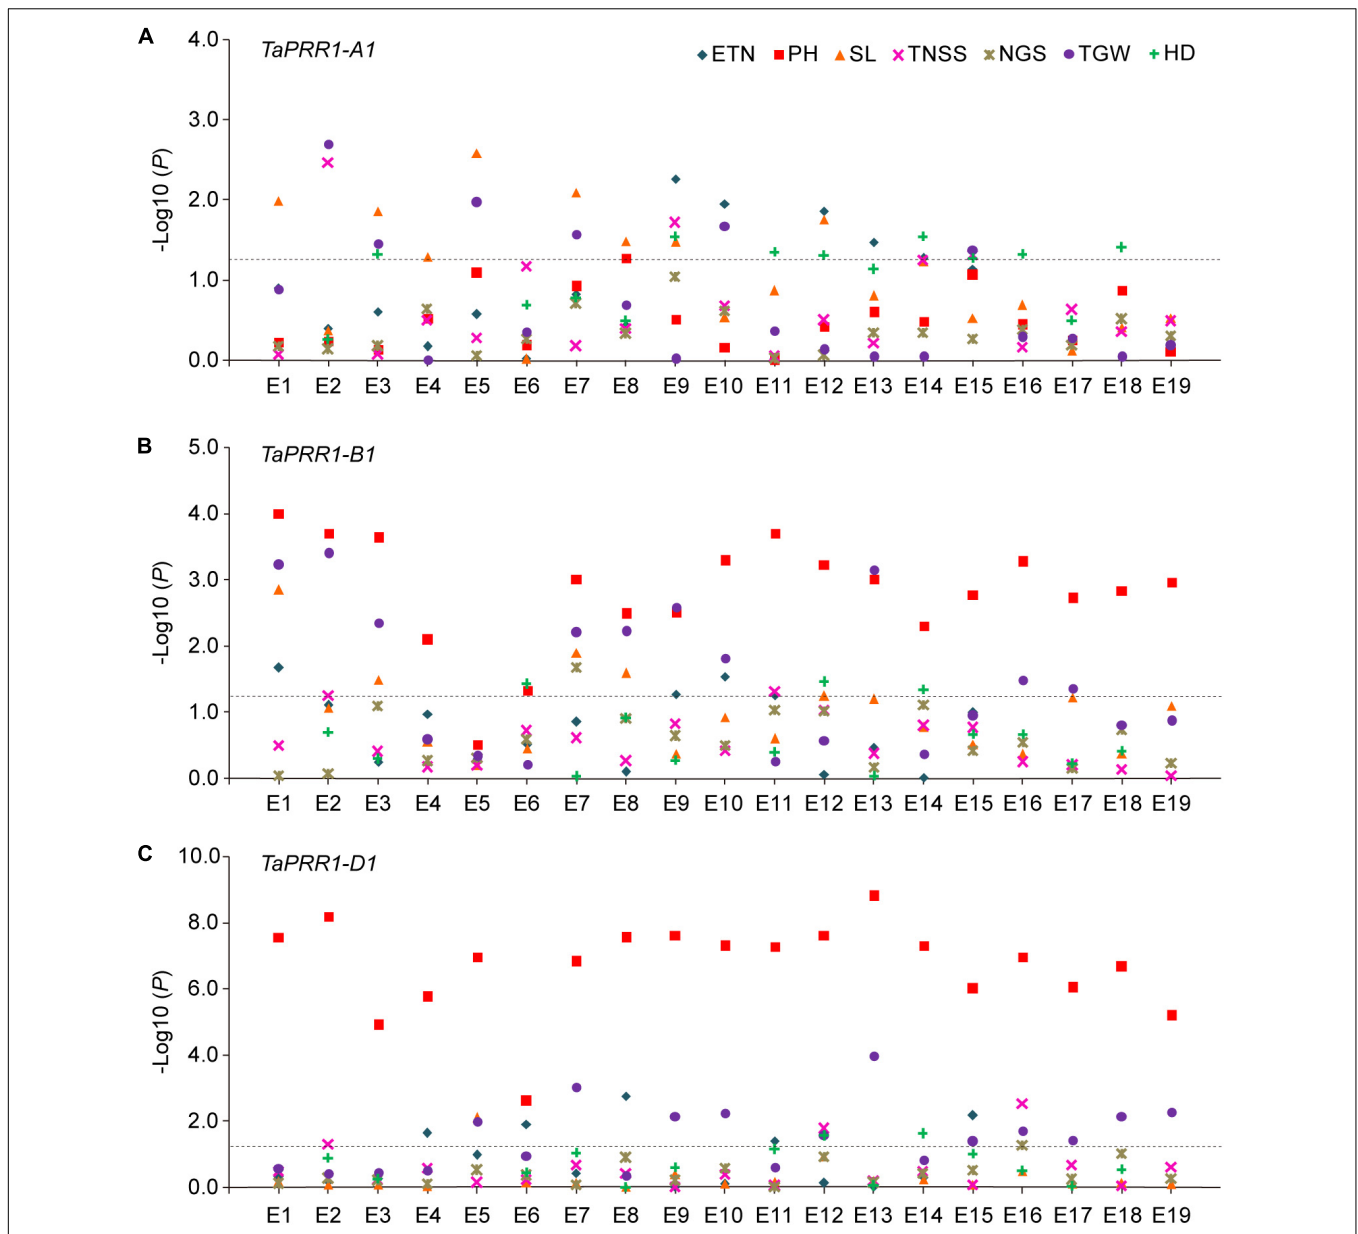 A
TaPRR1-A1
ETN PH SL TNSS NGS TGW HD
4.0
3.0
2.0
1.0
0.0
-Log10 (P)
E1 E2 E3 E4 E5 E6 E7 E8 E9 E10 E11 E12 E13 E14 E15 E16 E17 E18 E19
B
TaPRR1-B1
5.0
4.0
3.0
2.0
1.0
0.0
-Log10 (P)
E1 E2 E3 E4 E5 E6 E7 E8 E9 E10 E11 E12 E13 E14 E15 E16 E17 E18 E19
C
TaPRR1-D1
10.0
8.0
6.0
4.0
2.0
0.0
-Log10 (P)
E1 E2 E3 E4 E5 E6 E7 E8 E9 E10 E11 E12 E13 E14 E15 E16 E17 E18 E19